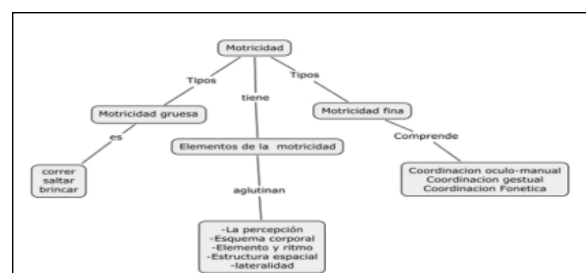 Motricidad
Tipos
Tipos
tiene
Motricidad gruesa
Motricidad fina
es
Comprende
Elementos de la motricidad
correr
saltar
brincar
Coordinacion oculo-manual
Coordinacion gestual
Coordinacion Fonetica
aglutinan
-La percepción
-Esquema corporal
-Elemento y ritmo
-Estructura espacial
-lateralidad